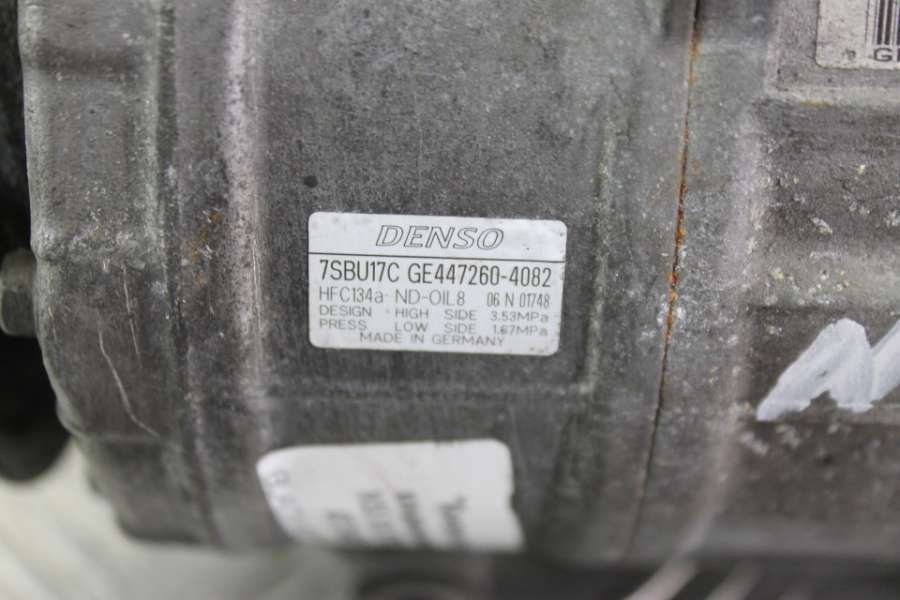 DENSO
7SBU17C GE447260-4082
HFC134a ND-OIL8 06 N 01748
DESIGN HIGH SIDE 3.53MPa
PRESS LOW SIDE 1.67MPa
MADE IN GERMANY